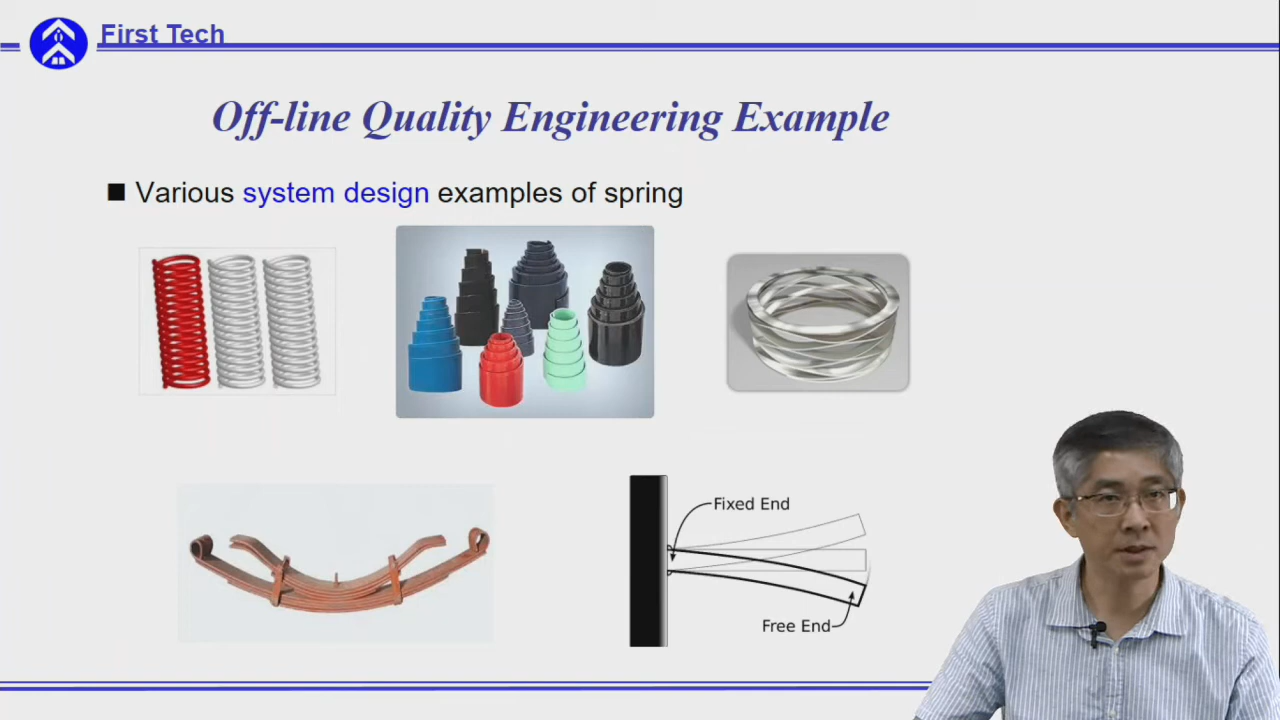 First Tech
Off-line Quality Engineering Example
Various system design examples of spring
Fixed End
Free End